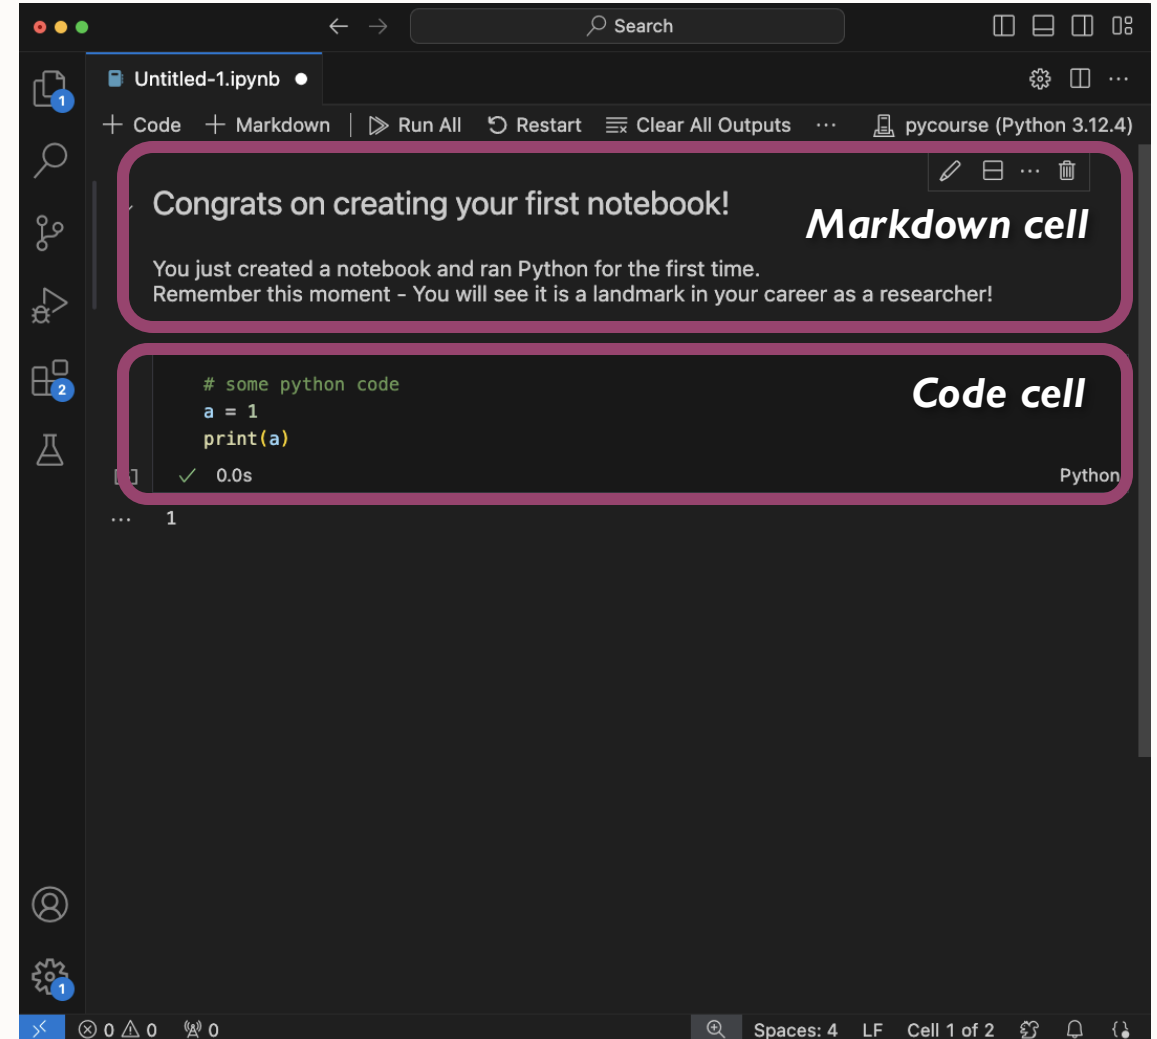 Search
Untitled-1.ipynb
1
+ Code + Markdown Run All Restart Clear All Outputs ... pycourse (Python 3.12.4)
Congrats on creating your first notebook!
Markdown cell
You just created a notebook and ran Python for the first time.
Remember this moment - You will see it is a landmark in your career as a researcher!
# some python code
Code cell
a = 1
2
print(a)
0.0s Python
... 1
1
0 0 0 Spaces: 4 LF Cell 1 of 2